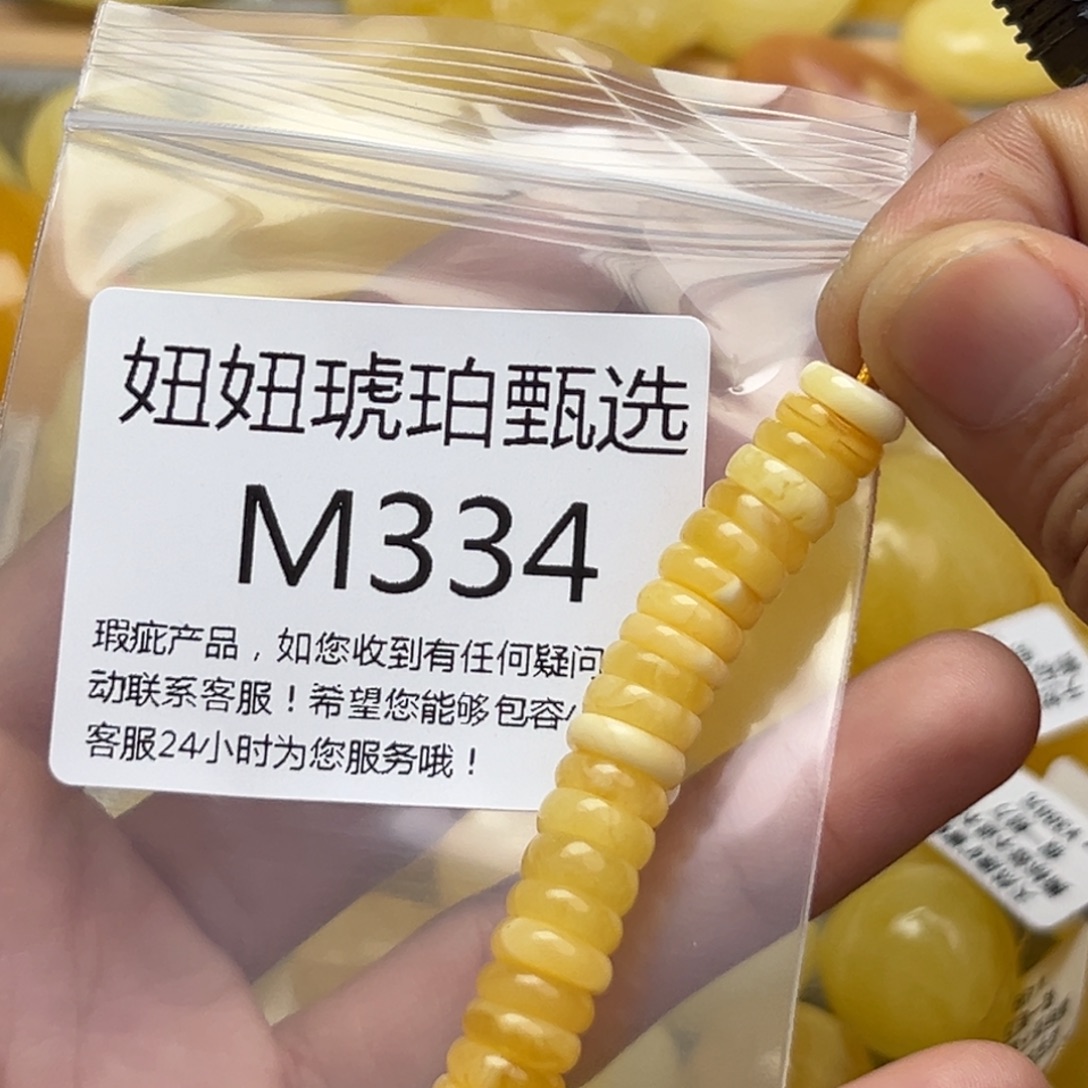 妞妞琥珀甄选
M334
瑕疵产品，如您收到有任何疑问
动联系客服！希望您能够包容
客服24小时为您服务哦！